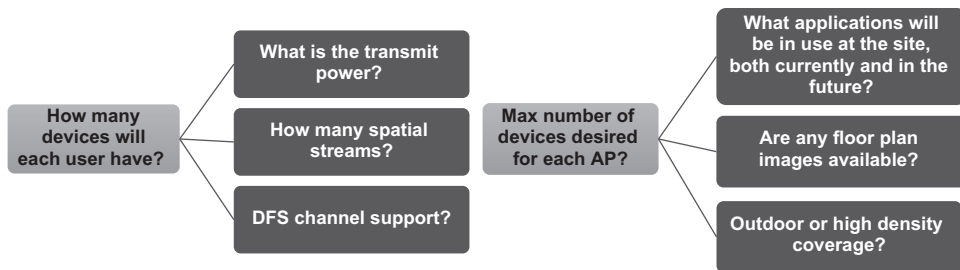 How many
devices will
each user have?
What is the transmit
power?
How many spatial
streams?
DFS channel support?
Max number of
devices desired
for each AP?
What applications will
be in use at the site,
both currently and in the
future?
Are any floor plan
images available?
Outdoor or high density
coverage?